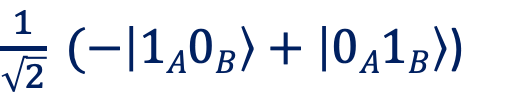 1/√2 (−|1_A0_B⟩ + |0_A1_B⟩)